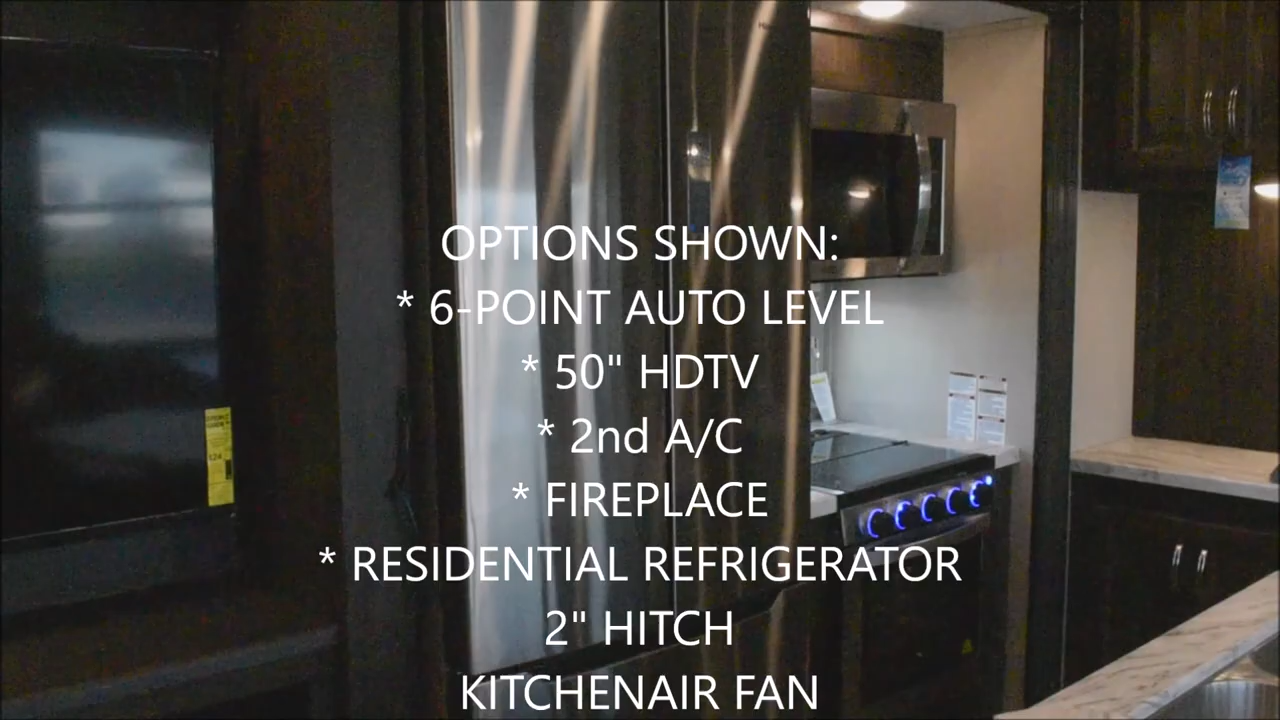 OPTIONS SHOWN:
* 6-POINT AUTO LEVEL
* 50" HDTV
* 2nd A/C
* FIREPLACE
* RESIDENTIAL REFRIGERATOR
2" HITCH
KITCHENAIR FAN